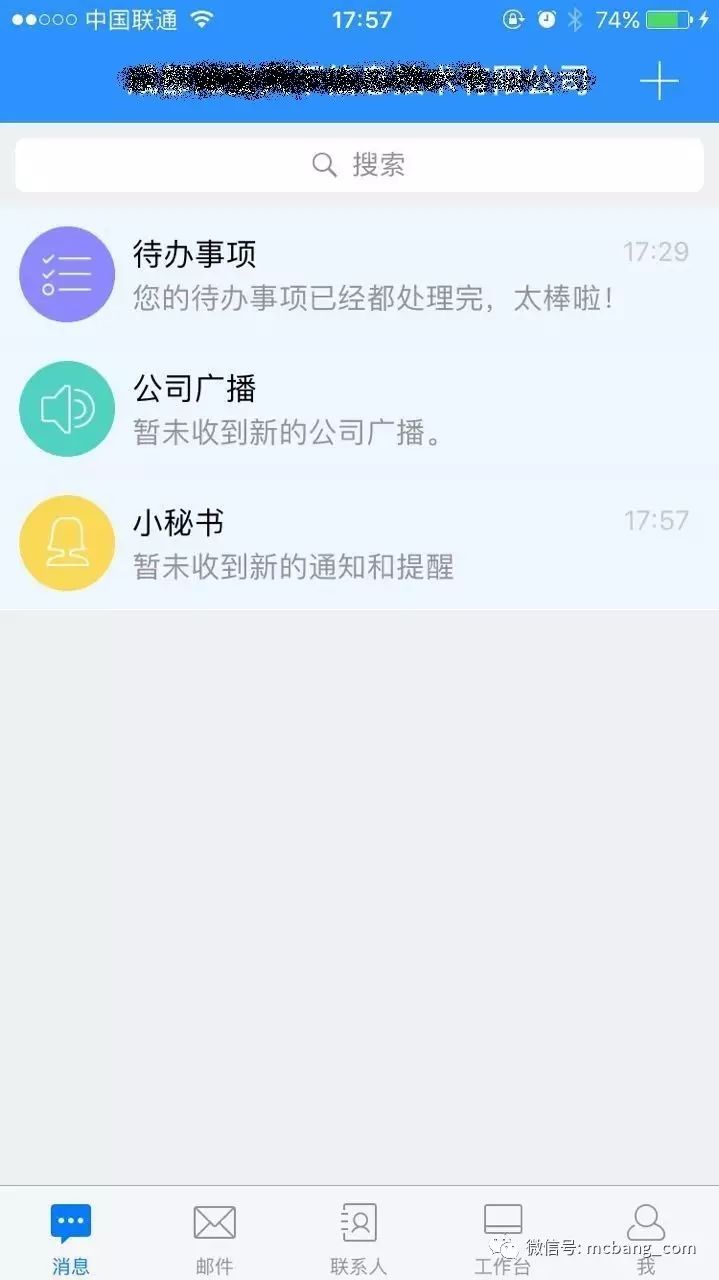 中国联通 17:57 74%
有限公司
搜索
待办事项 17:29
您的待办事项已经都处理完，太棒啦！
公司广播
暂未收到新的公司广播。
小秘书 17:57
暂未收到新的通知和提醒
消息 邮件 联系人 工作台 我
微信号: mcbang_com